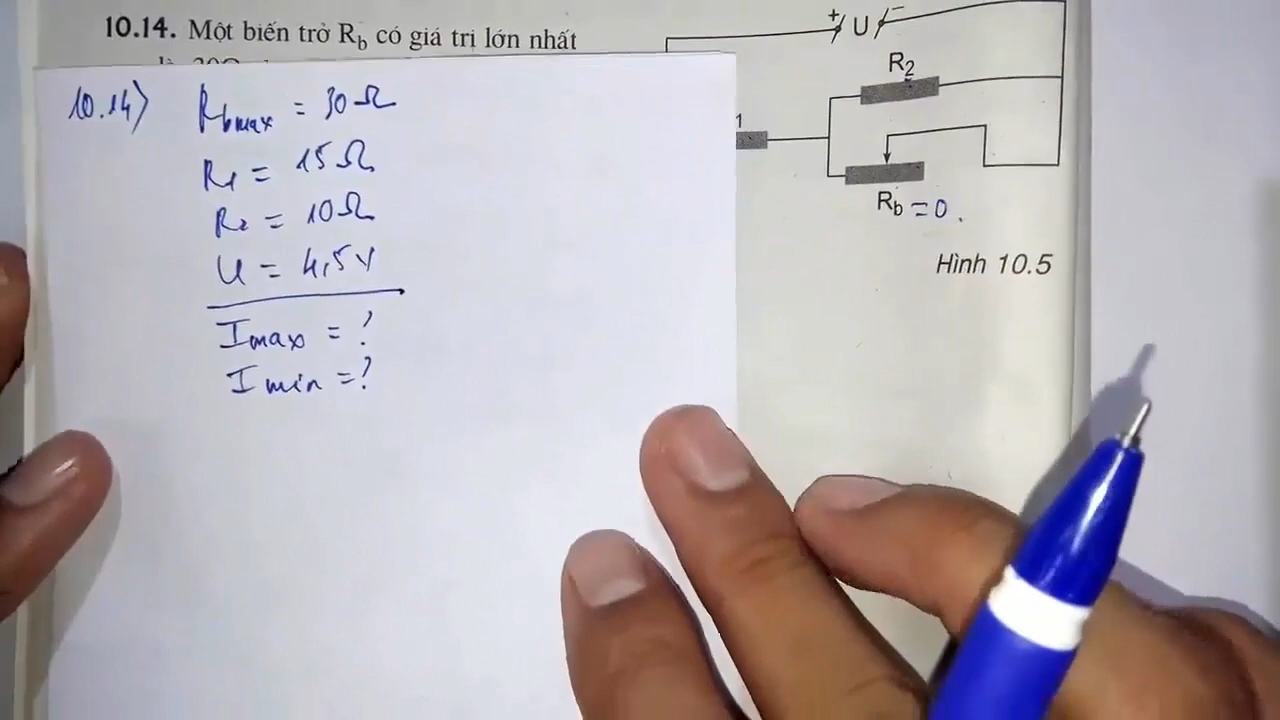 10.14. Một biến trở Rb có giá trị lớn nhất
10.14)
Rbmax = 30Ω
R1 = 15Ω
R2 = 10Ω
U = 4,5V
Imax = ?
Imin = ?
+ U −
R2
1
Rb = 0.
Hình 10.5